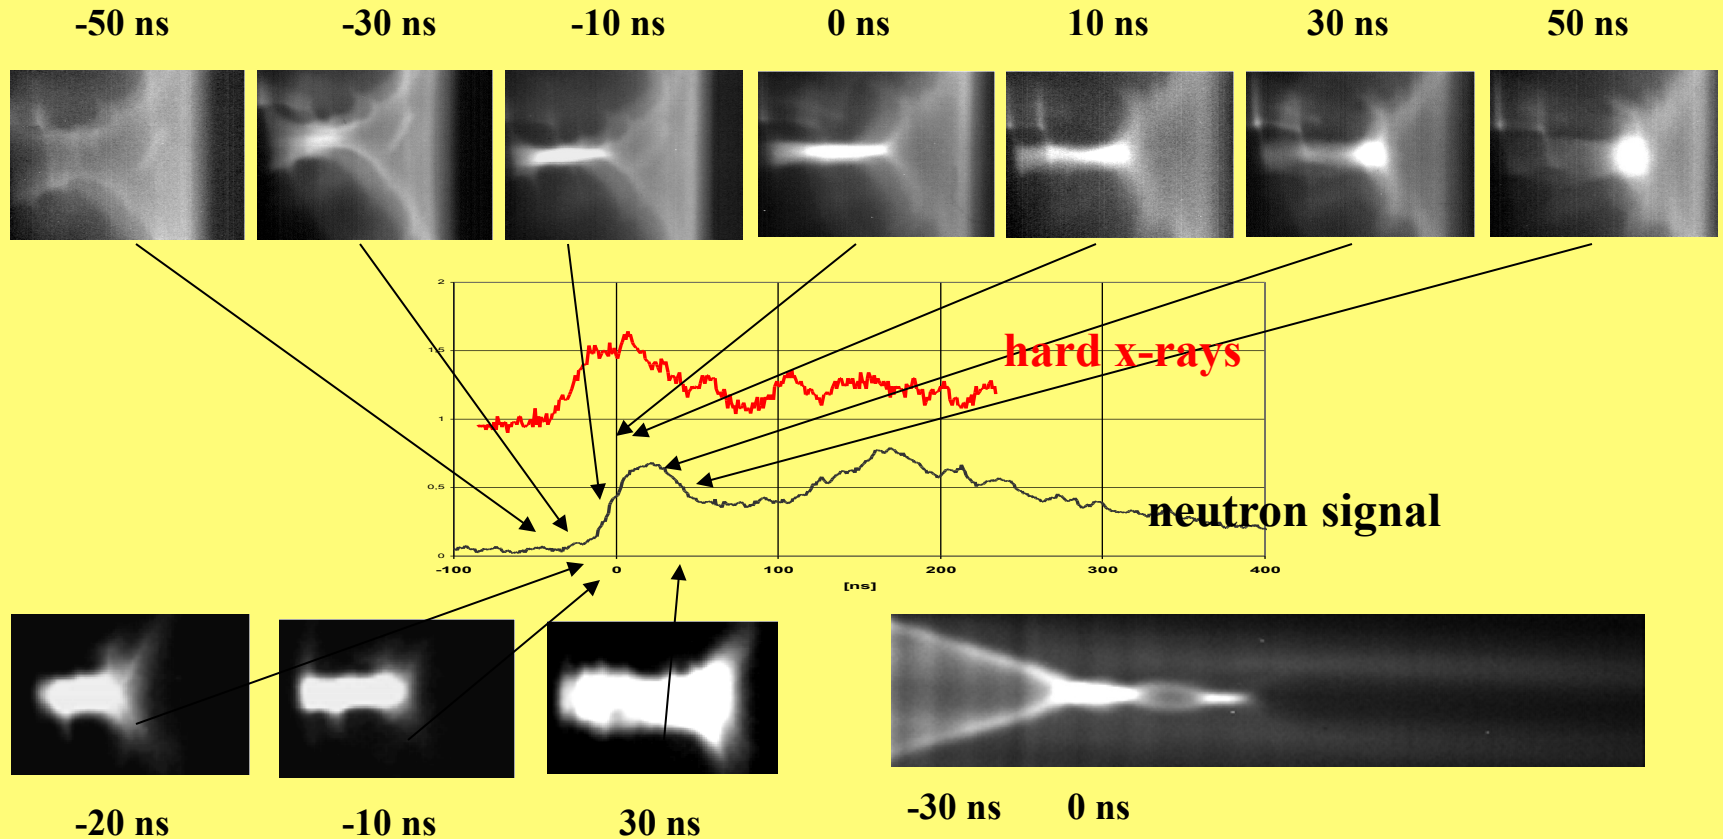 -50 ns -30 ns -10 ns 0 ns 10 ns 30 ns 50 ns
2
1,5
hard x-rays
1
0,5
neutron signal
0
-100 0 100 200 300 400
[ns]
-20 ns -10 ns 30 ns -30 ns 0 ns